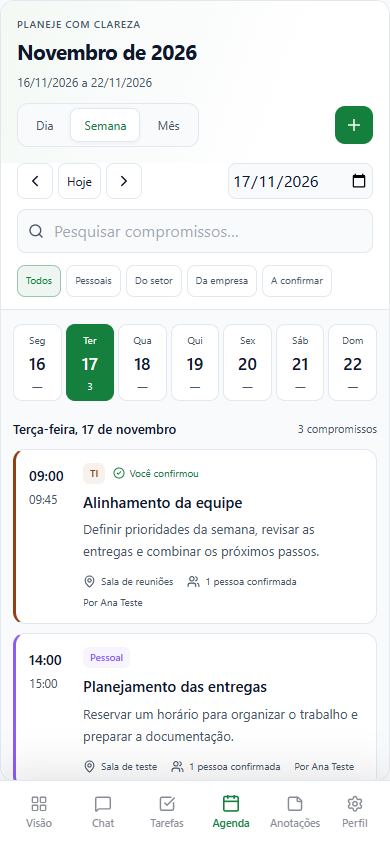 PLANEJE COM CLAREZA
Novembro de 2026
16/11/2026 a 22/11/2026
Dia Semana Mês
Hoje 17/11/2026
Pesquisar compromissos...
Todos Pessoais Do setor Da empresa A confirmar
Seg Ter Qua Qui Sex Sáb Dom
16 17 18 19 20 21 22
— 3 — — — — —
Terça-feira, 17 de novembro 3 compromissos
09:00 TI Você confirmou
09:45
Alinhamento da equipe
Definir prioridades da semana, revisar as
entregas e combinar os próximos passos.
Sala de reuniões 1 pessoa confirmada
Por Ana Teste
14:00 Pessoal
15:00
Planejamento das entregas
Reservar um horário para organizar o trabalho e
preparar a documentação.
Sala de teste 1 pessoa confirmada Por Ana Teste
Visão Chat Tarefas Agenda Anotações Perfil